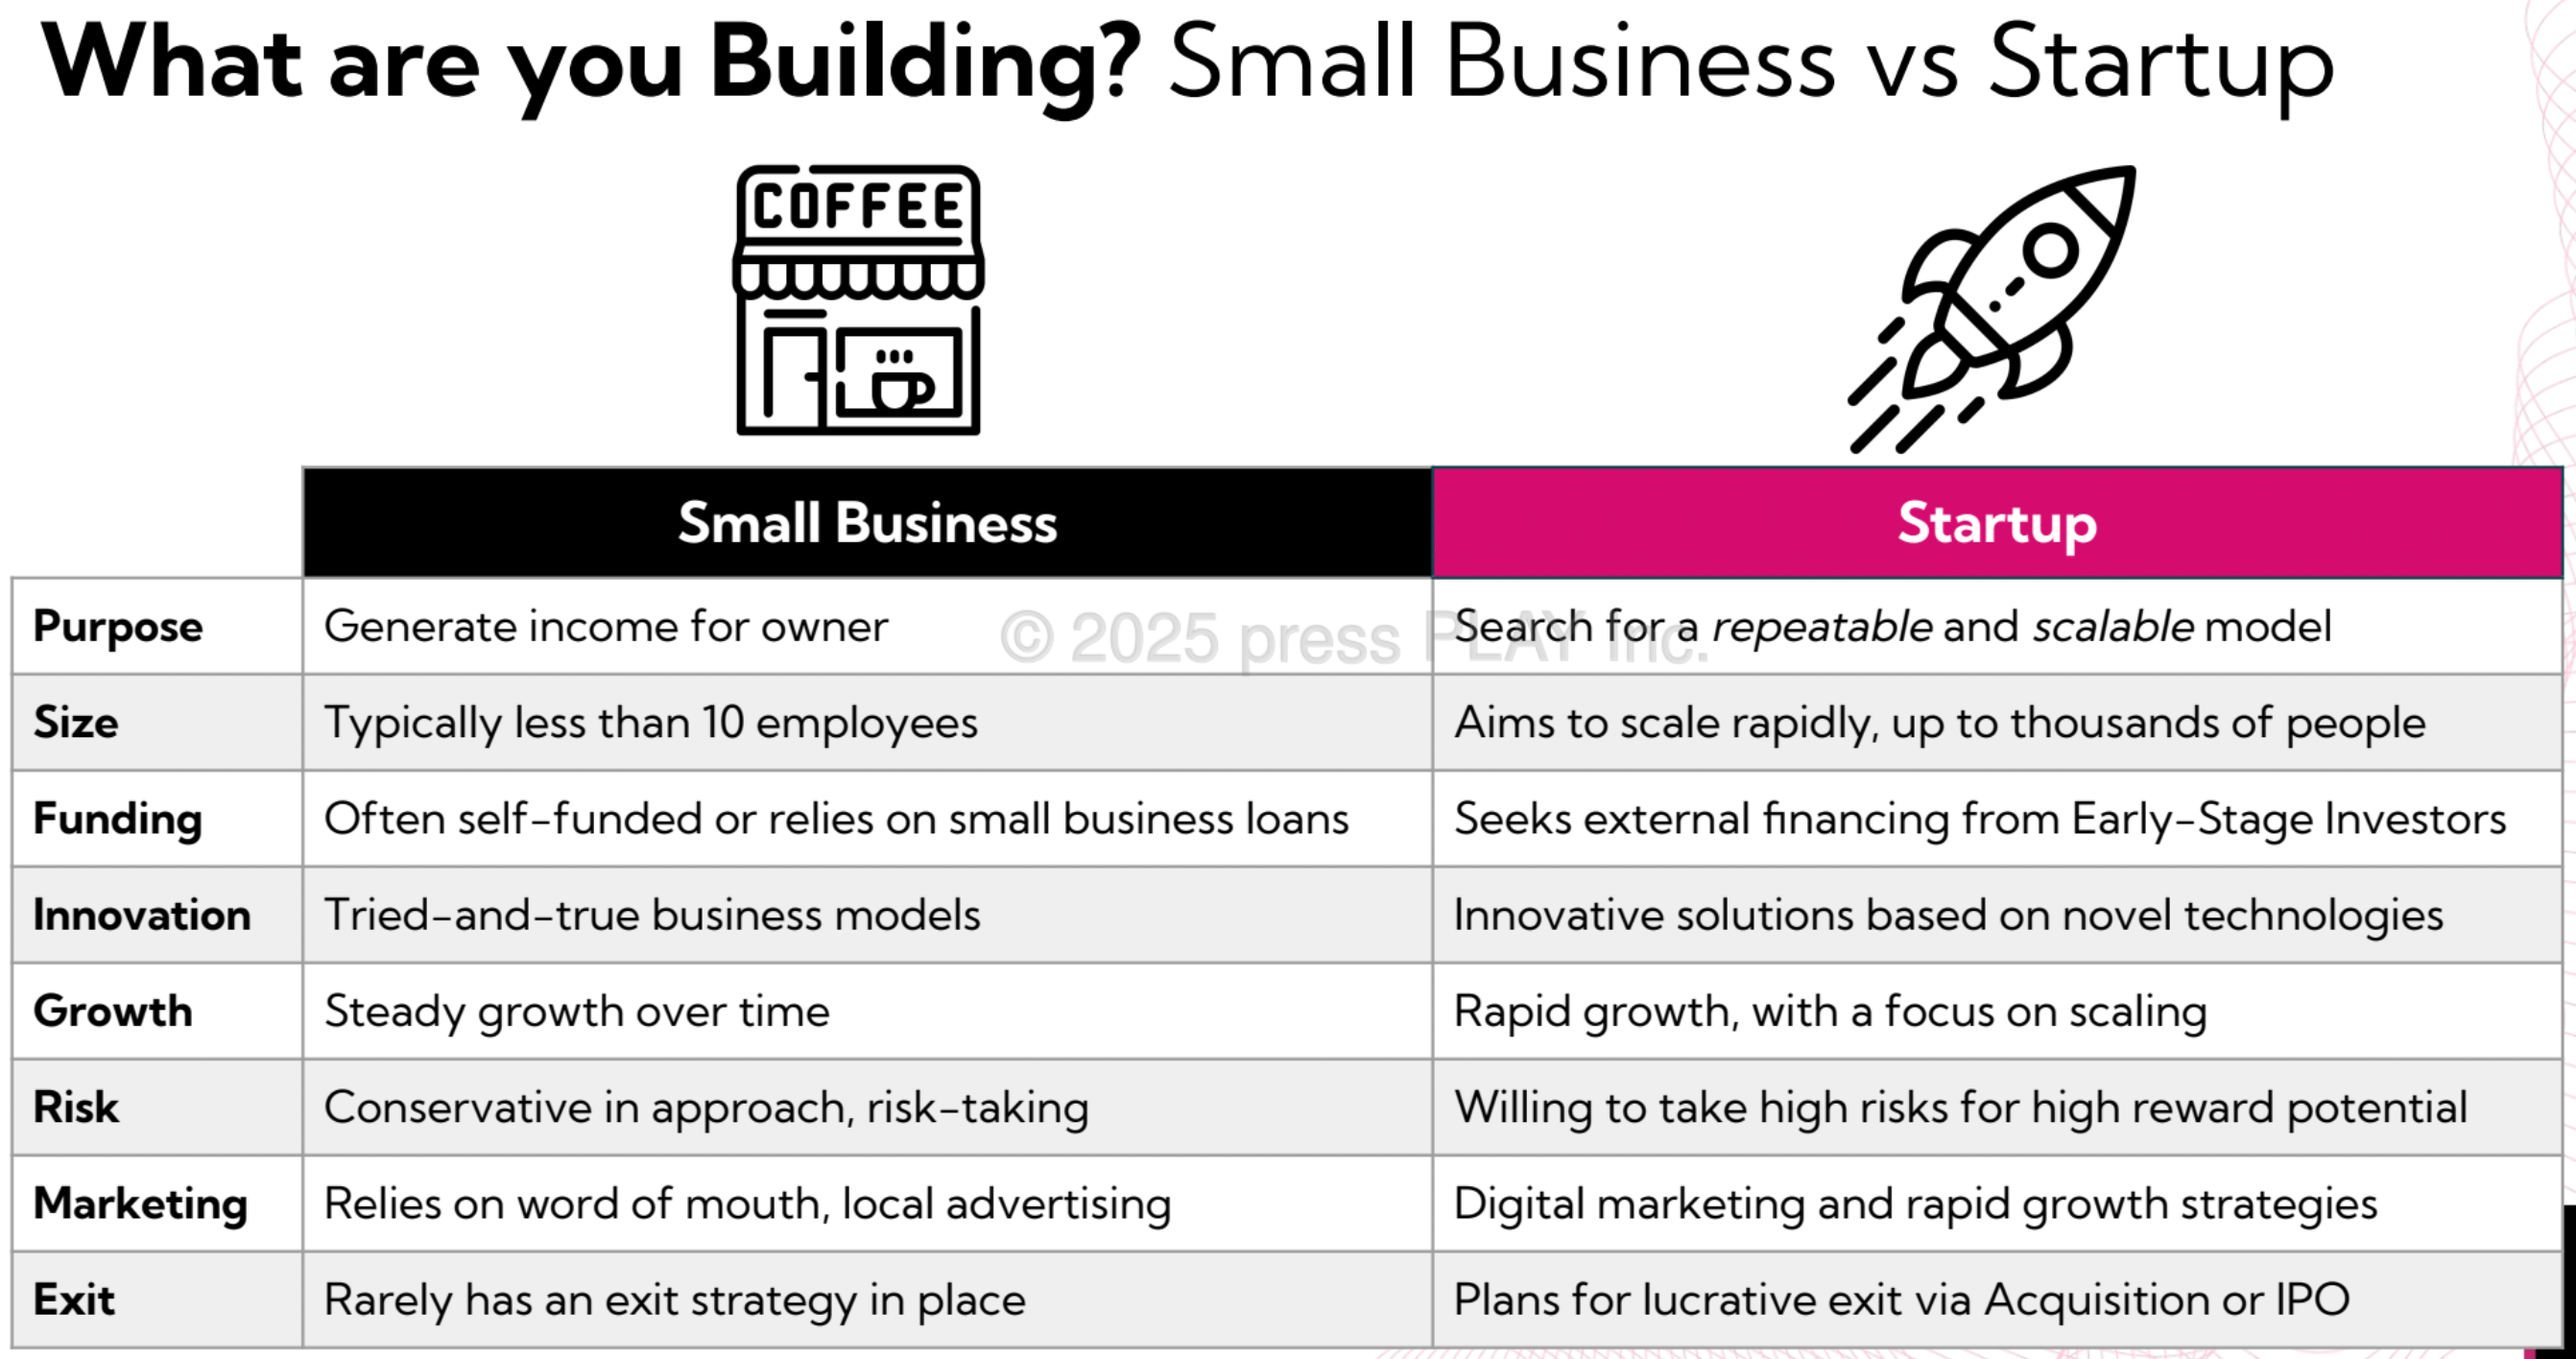 What are you Building? Small Business vs Startup
COFFEE
Small Business
Startup
Purpose
Generate income for owner
Search for a repeatable and scalable model
© 2025 press PLAY Inc.
Size
Typically less than 10 employees
Aims to scale rapidly, up to thousands of people
Funding
Often self-funded or relies on small business loans
Seeks external financing from Early-Stage Investors
Innovation
Tried-and-true business models
Innovative solutions based on novel technologies
Growth
Steady growth over time
Rapid growth, with a focus on scaling
Risk
Conservative in approach, risk-taking
Willing to take high risks for high reward potential
Marketing
Relies on word of mouth, local advertising
Digital marketing and rapid growth strategies
Exit
Rarely has an exit strategy in place
Plans for lucrative exit via Acquisition or IPO